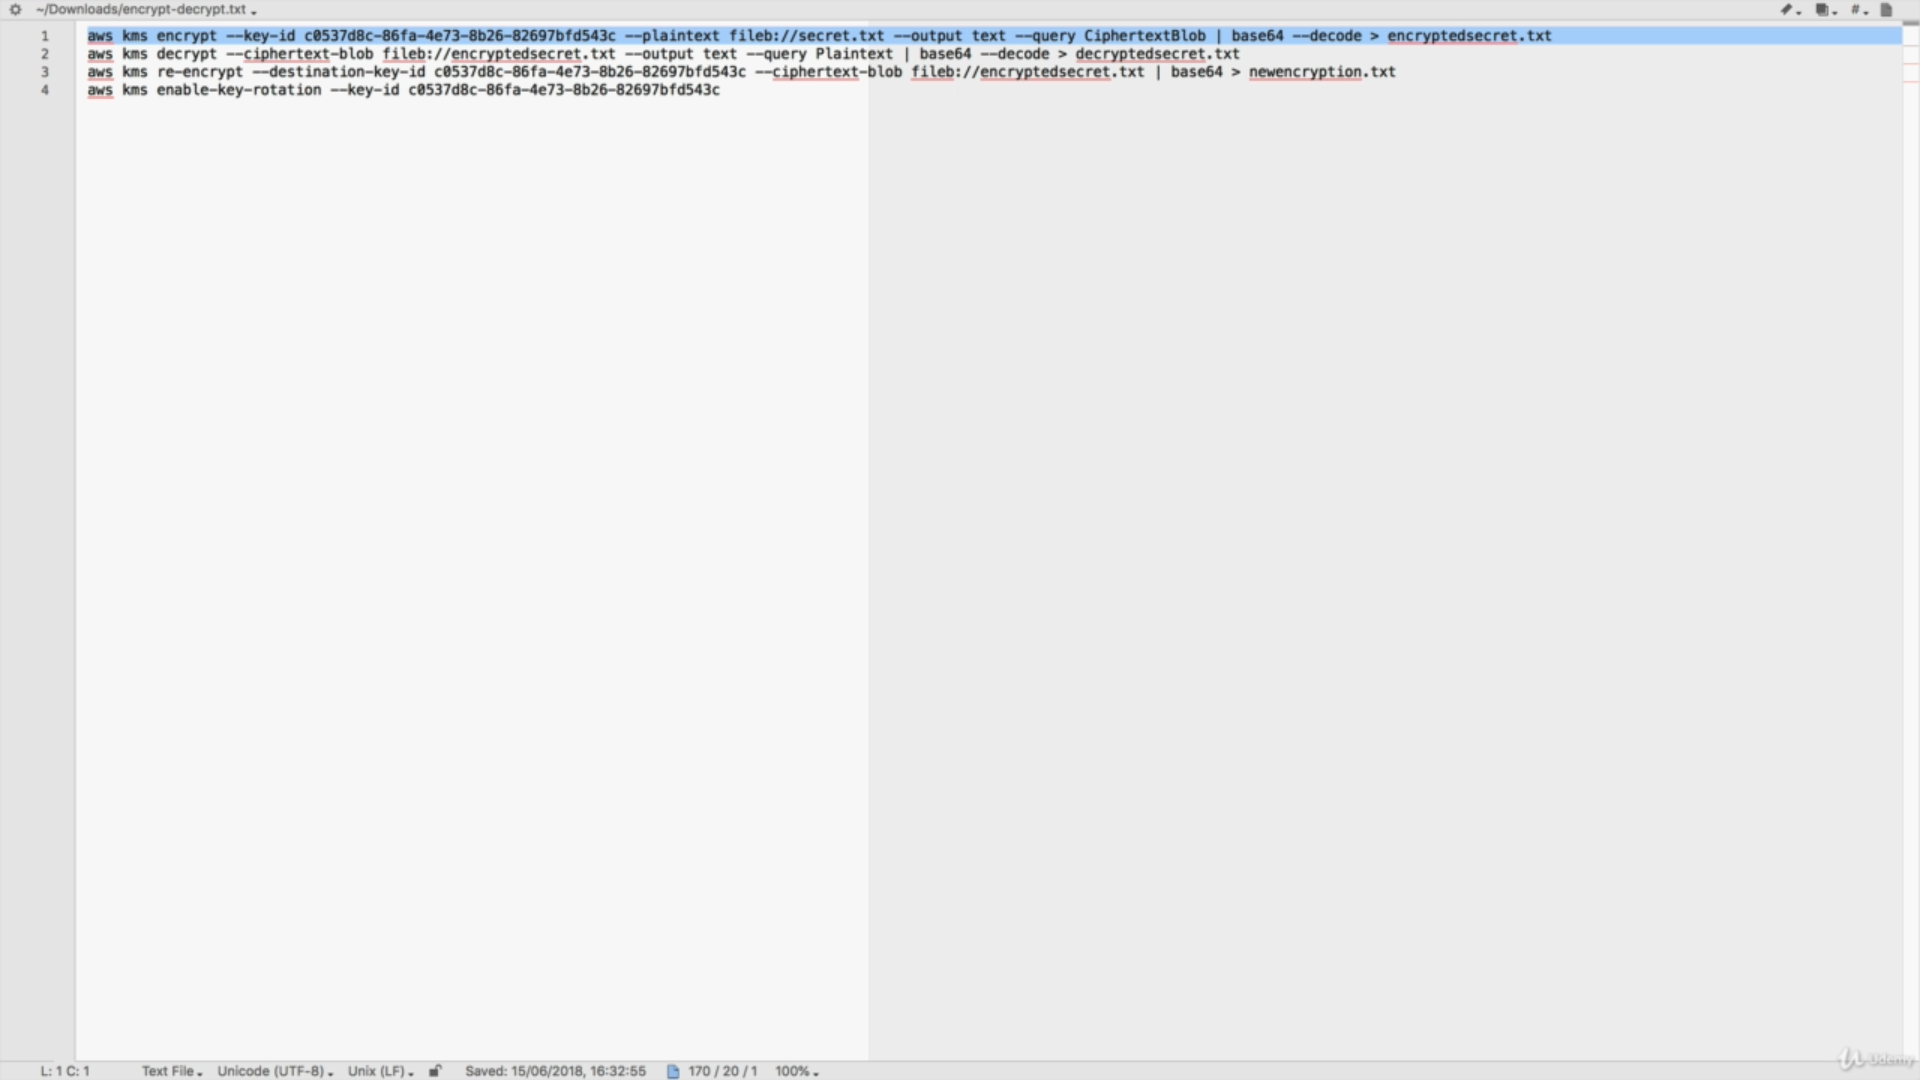 ~/Downloads/encrypt-decrypt.txt
1 aws kms encrypt --key-id c0537d8c-86fa-4e73-8b26-82697bfd543c --plaintext fileb://secret.txt --output text --query CiphertextBlob | base64 --decode > encryptedsecret.txt
2 aws kms decrypt --ciphertext-blob fileb://encryptedsecret.txt --output text --query Plaintext | base64 --decode > decryptedsecret.txt
3 aws kms re-encrypt --destination-key-id c0537d8c-86fa-4e73-8b26-82697bfd543c --ciphertext-blob fileb://encryptedsecret.txt | base64 > newencryption.txt
4 aws kms enable-key-rotation --key-id c0537d8c-86fa-4e73-8b26-82697bfd543c
L: 1 C: 1 Text File Unicode (UTF-8) Unix (LF) Saved: 15/06/2018, 16:32:55 170 / 20 / 1 100%
Udemy